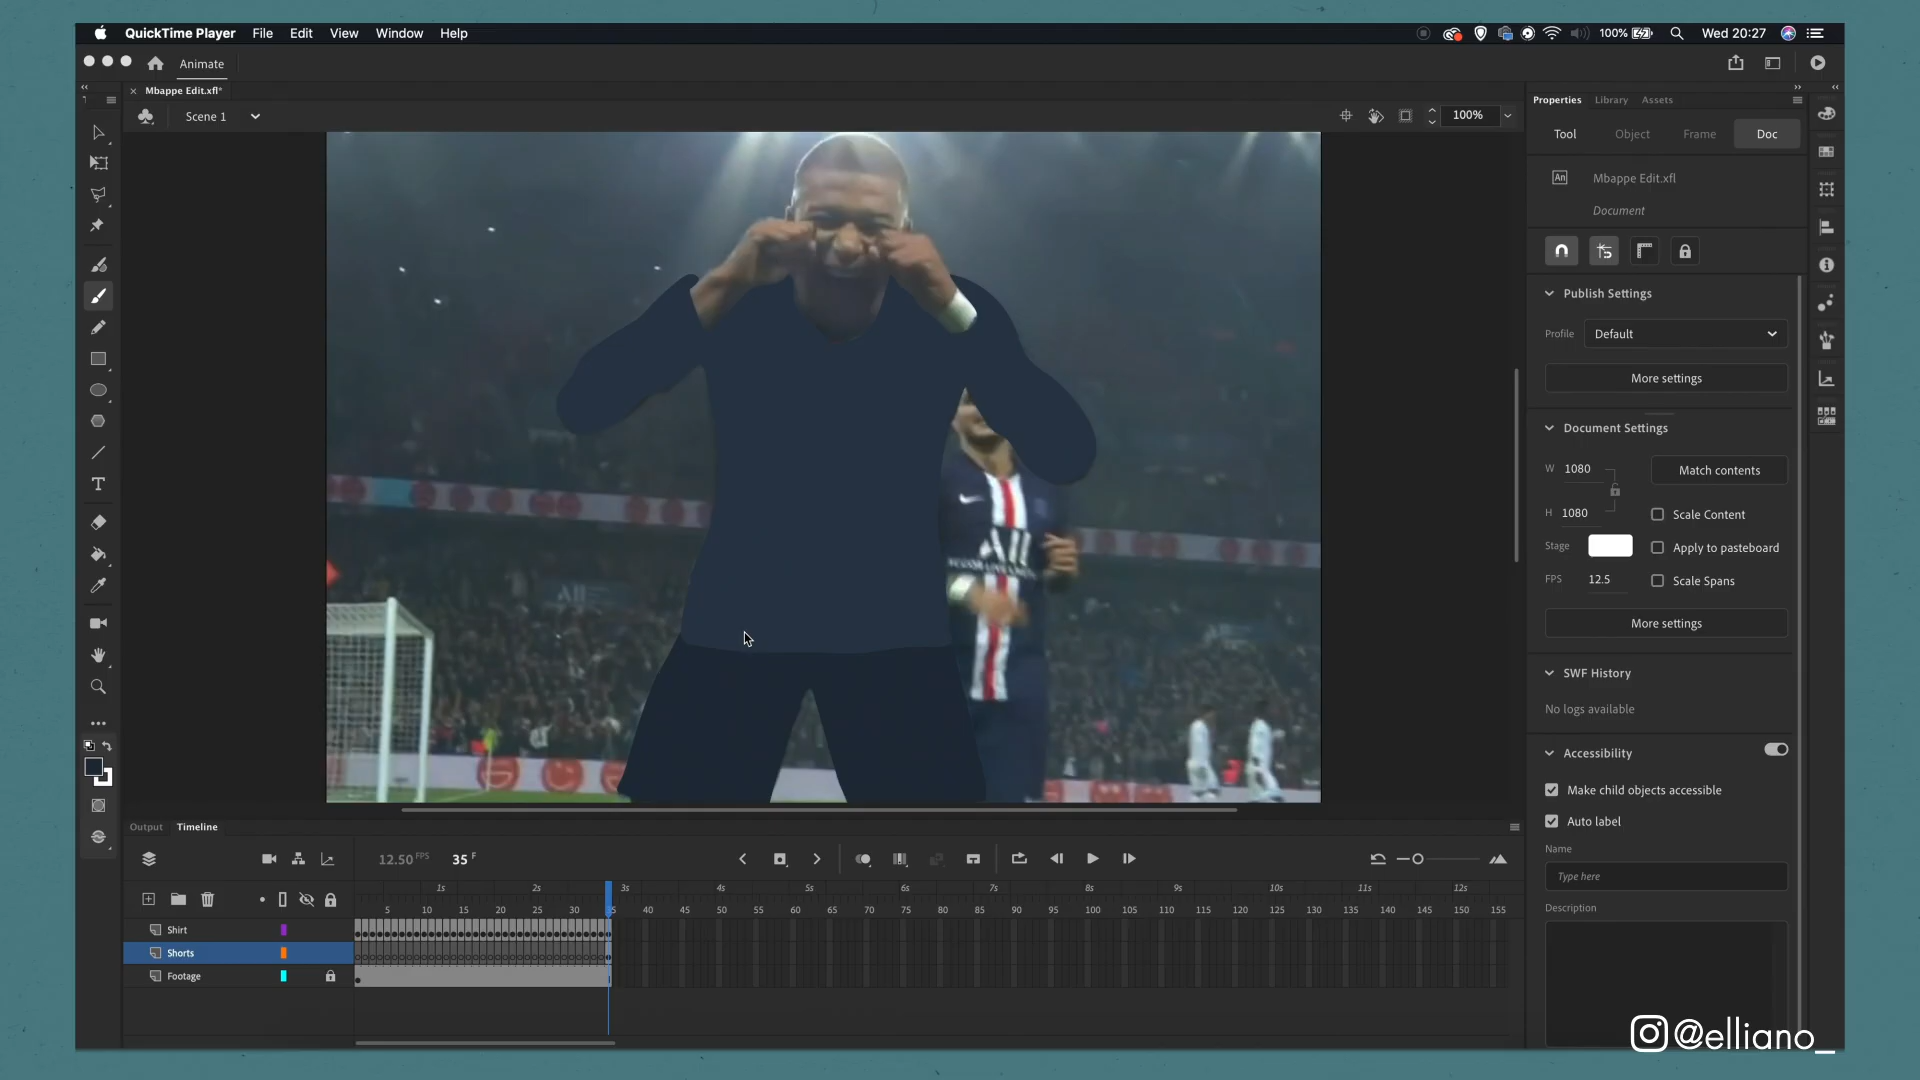 QuickTime Player File Edit View Window Help 100% Wed 20:27
Animate
Mbappe Edit.xfl*
Scene 1 100%
Properties Library Assets
Tool Object Frame Doc
An Mbappe Edit.xfl
Document
Publish Settings
Profile Default
More settings
Document Settings
W 1080 Match contents
H 1080 Scale Content
Stage Apply to pasteboard
FPS 12.5 Scale Spans
More settings
SWF History
No logs available
Accessibility
Make child objects accessible
Auto label
Name
Type here
Description
T
Output Timeline
12.50 FPS 35 F
1s 2s 3s 4s 5s 6s 7s 8s 9s 10s 11s 12s
5 10 15 20 25 30 35 40 45 50 55 60 65 70 75 80 85 90 95 100 105 110 115 120 125 130 135 140 145 150 155
Shirt
Shorts
Footage
@elliano_